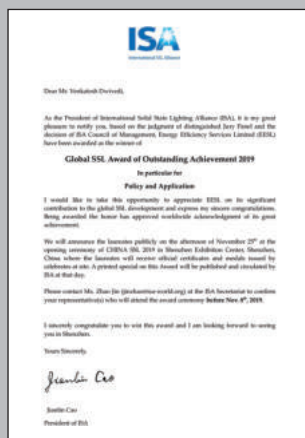 ISA
International SSL Alliance
Dear Mr. Venkatesh Dwivedi,
As the President of International Solid State Lighting Alliance (ISA), it is my great
pleasure to notify you, based on the judgment of distinguished Jury Panel and the
decision of ISA Council of Management, Energy Efficiency Services Limited (EESL)
have been awarded as the winner of
Global SSL Award of Outstanding Achievement 2019
In particular for
Policy and Application
I would like to take this opportunity to appreciate EESL on its significant
contribution to the global SSL development and express my sincere congratulations.
Being awarded the honor has approved worldwide acknowledgment of its great
achievement.
We will announce the laureates publicly on the afternoon of November 25th at the
opening ceremony of CHINA SSL 2019 in Shenzhen Exhibition Center, Shenzhen,
China where the laureates will receive official certificates and medals issued by
celebrates at site. A printed special on this Award will be published and circulated by
ISA at that day.
Please contact Ms. Zhao Jin at the ISA Secretariat to confirm
your representative(s) who will attend the award ceremony before Nov. 8th, 2019.
I sincerely congratulate you to win this award and I am looking forward to seeing
you in Shenzhen.
Yours Sincerely,
Jianlin Cao
Jianlin Cao
President of ISA